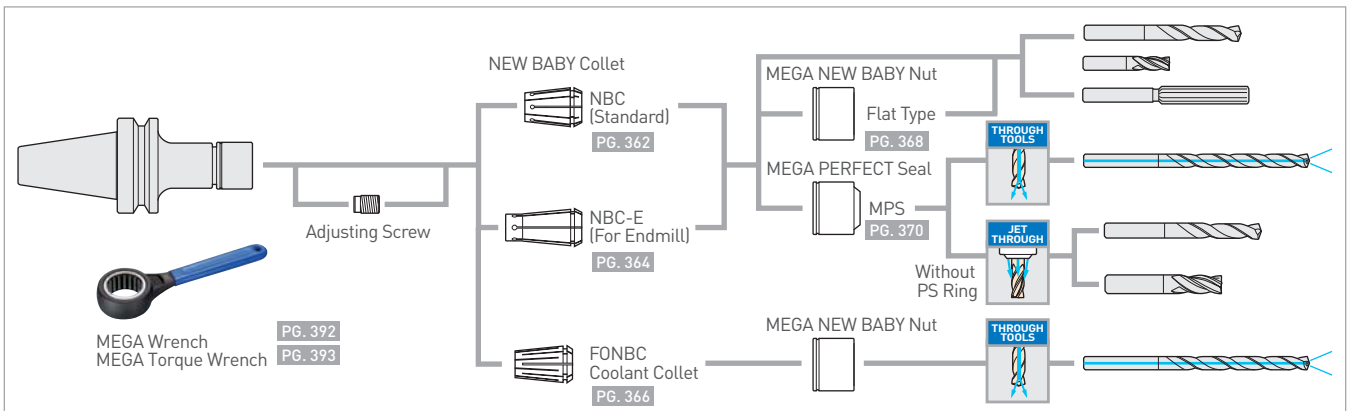 NEW BABY Collet
NBC
(Standard)
PG. 362
NBC-E
(For Endmill)
PG. 364
FONBC
Coolant Collet
PG. 366
Adjusting Screw
MEGA Wrench
PG. 392
MEGA Torque Wrench
PG. 393
MEGA NEW BABY Nut
Flat Type
PG. 368
MEGA PERFECT Seal
MPS
PG. 370
Without
PS Ring
MEGA NEW BABY Nut
THROUGH
TOOLS
JET
THROUGH
THROUGH
TOOLS